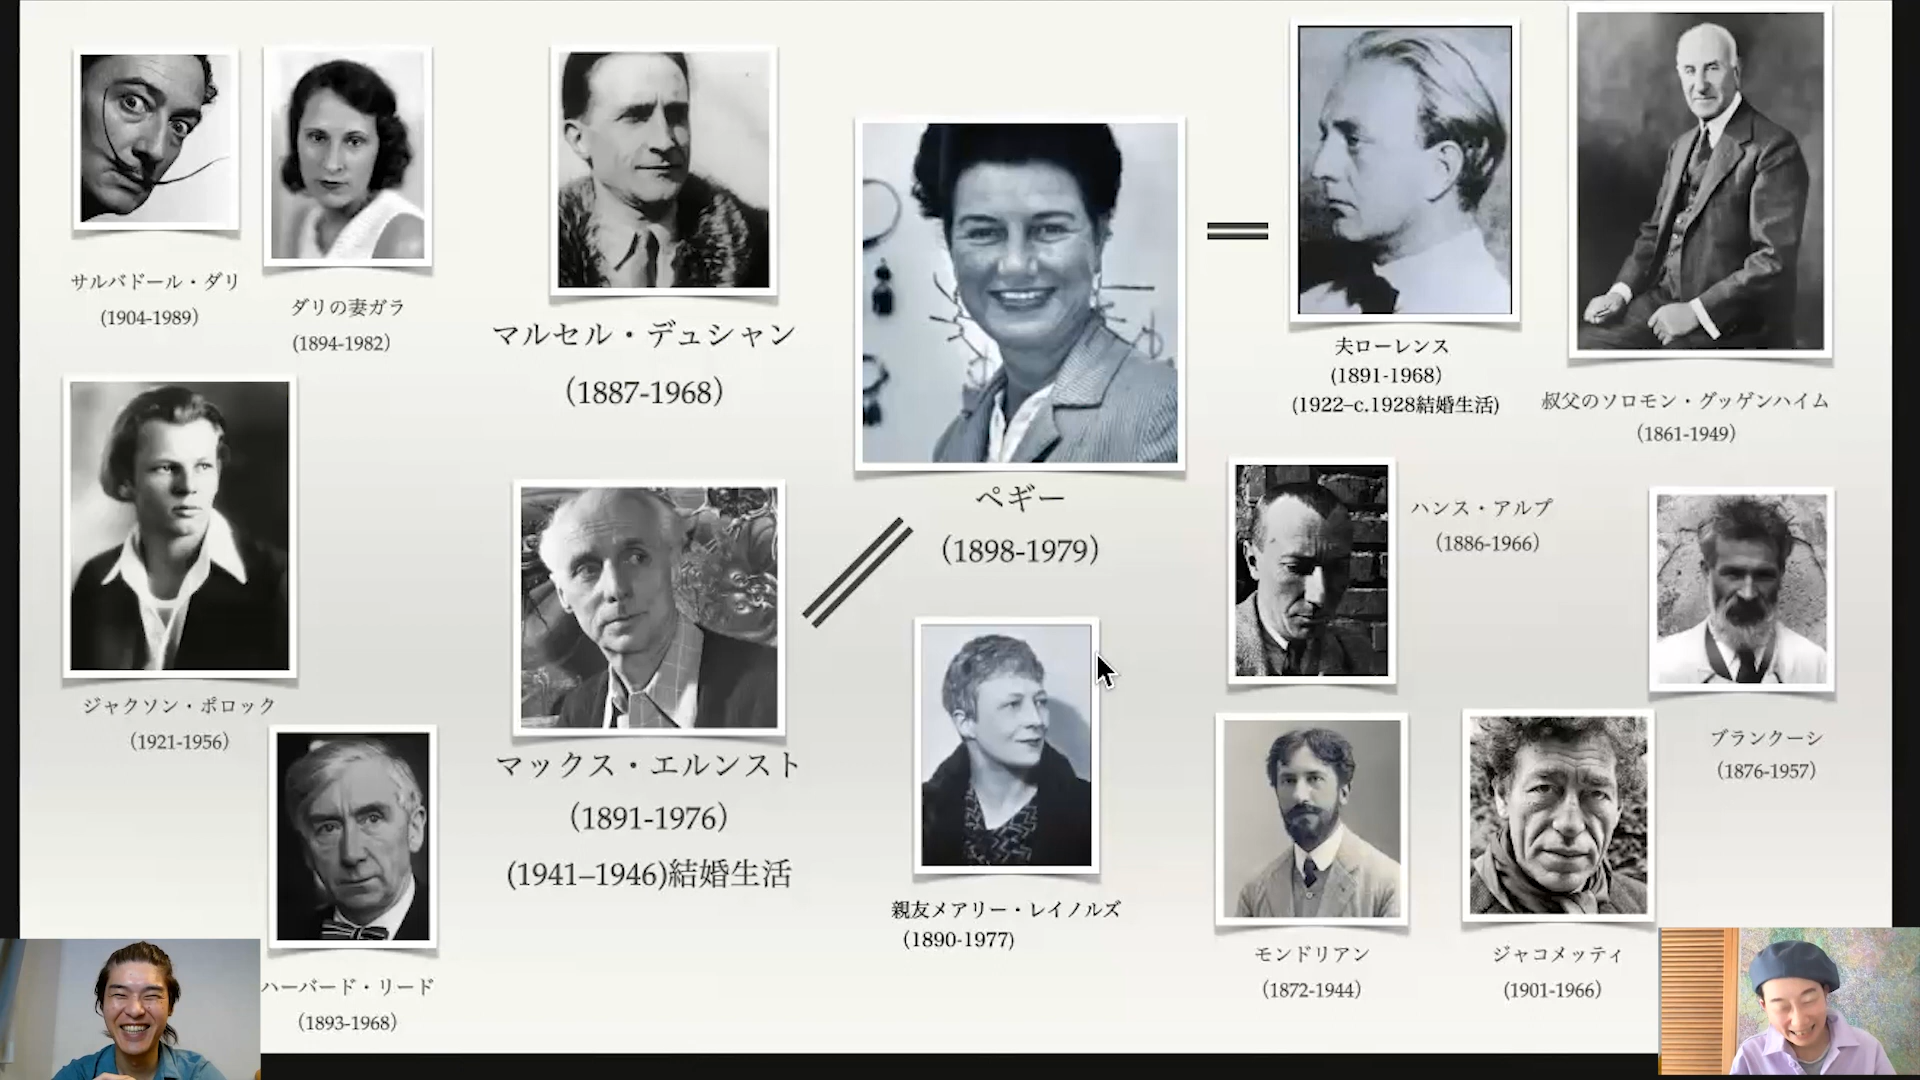 サルバドール・ダリ
(1904-1989)
ダリの妻ガラ
(1894-1982)
マルセル・デュシャン
(1887-1968)
ペギー
(1898-1979)
夫ローレンス
(1891-1968)
(1922–c.1928結婚生活)
叔父のソロモン・グッゲンハイム
(1861-1949)
ジャクソン・ポロック
(1921-1956)
マックス・エルンスト
(1891-1976)
(1941–1946)結婚生活
ハンス・アルプ
(1886-1966)
ブランクーシ
(1876-1957)
ハーバード・リード
(1893-1968)
親友メアリー・レイノルズ
(1890-1977)
モンドリアン
(1872-1944)
ジャコメッティ
(1901-1966)